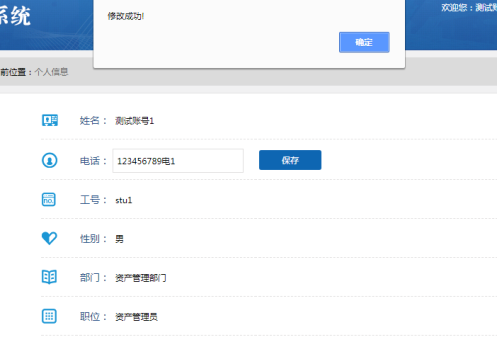 系统
修改成功!
欢迎您：测试账
确定
前位置：个人信息
姓名： 测试账号1
电话： 123456789电1 保存
no. 工号： stu1
性别： 男
部门： 资产管理部门
职位： 资产管理员